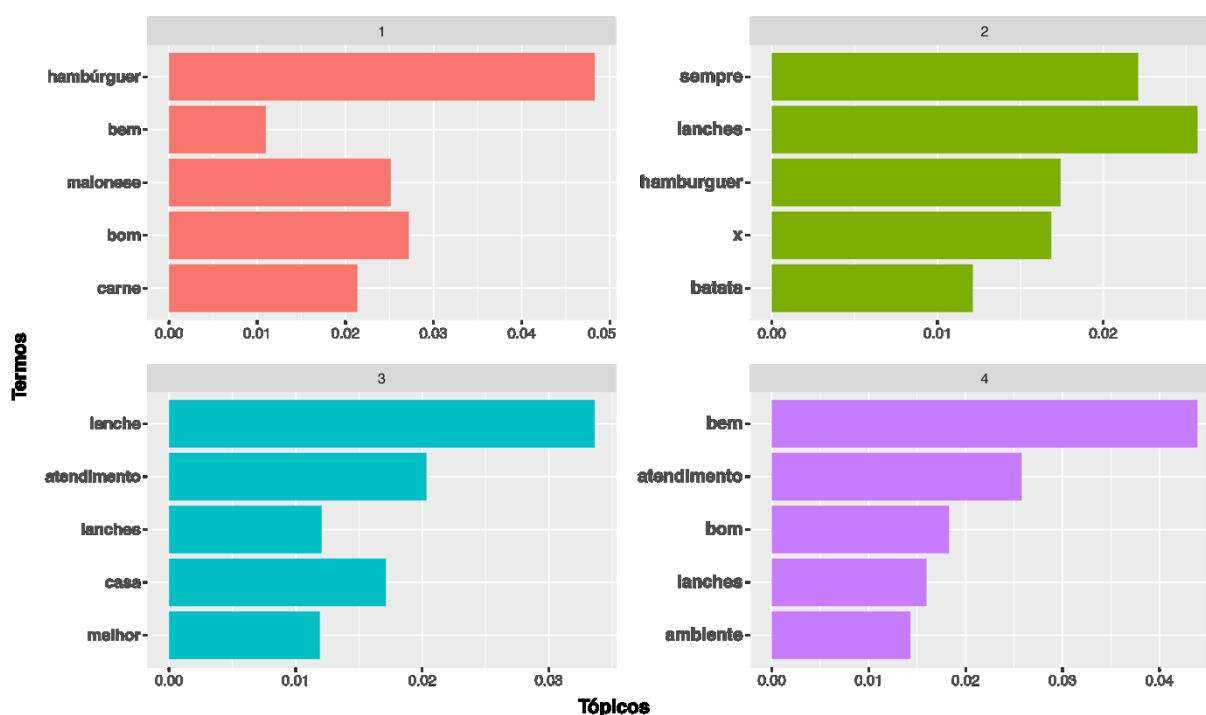 1
hambúrguer
bem
maionese
bom
carne
0.00 0.01 0.02 0.03 0.04 0.05
2
sempre
lanches
hamburguer
x
batata
0.00 0.01 0.02
Termos
3
lanche
atendimento
lanches
casa
melhor
0.00 0.01 0.02 0.03
4
bem
atendimento
bom
lanches
ambiente
0.00 0.01 0.02 0.03 0.04
Tópicos